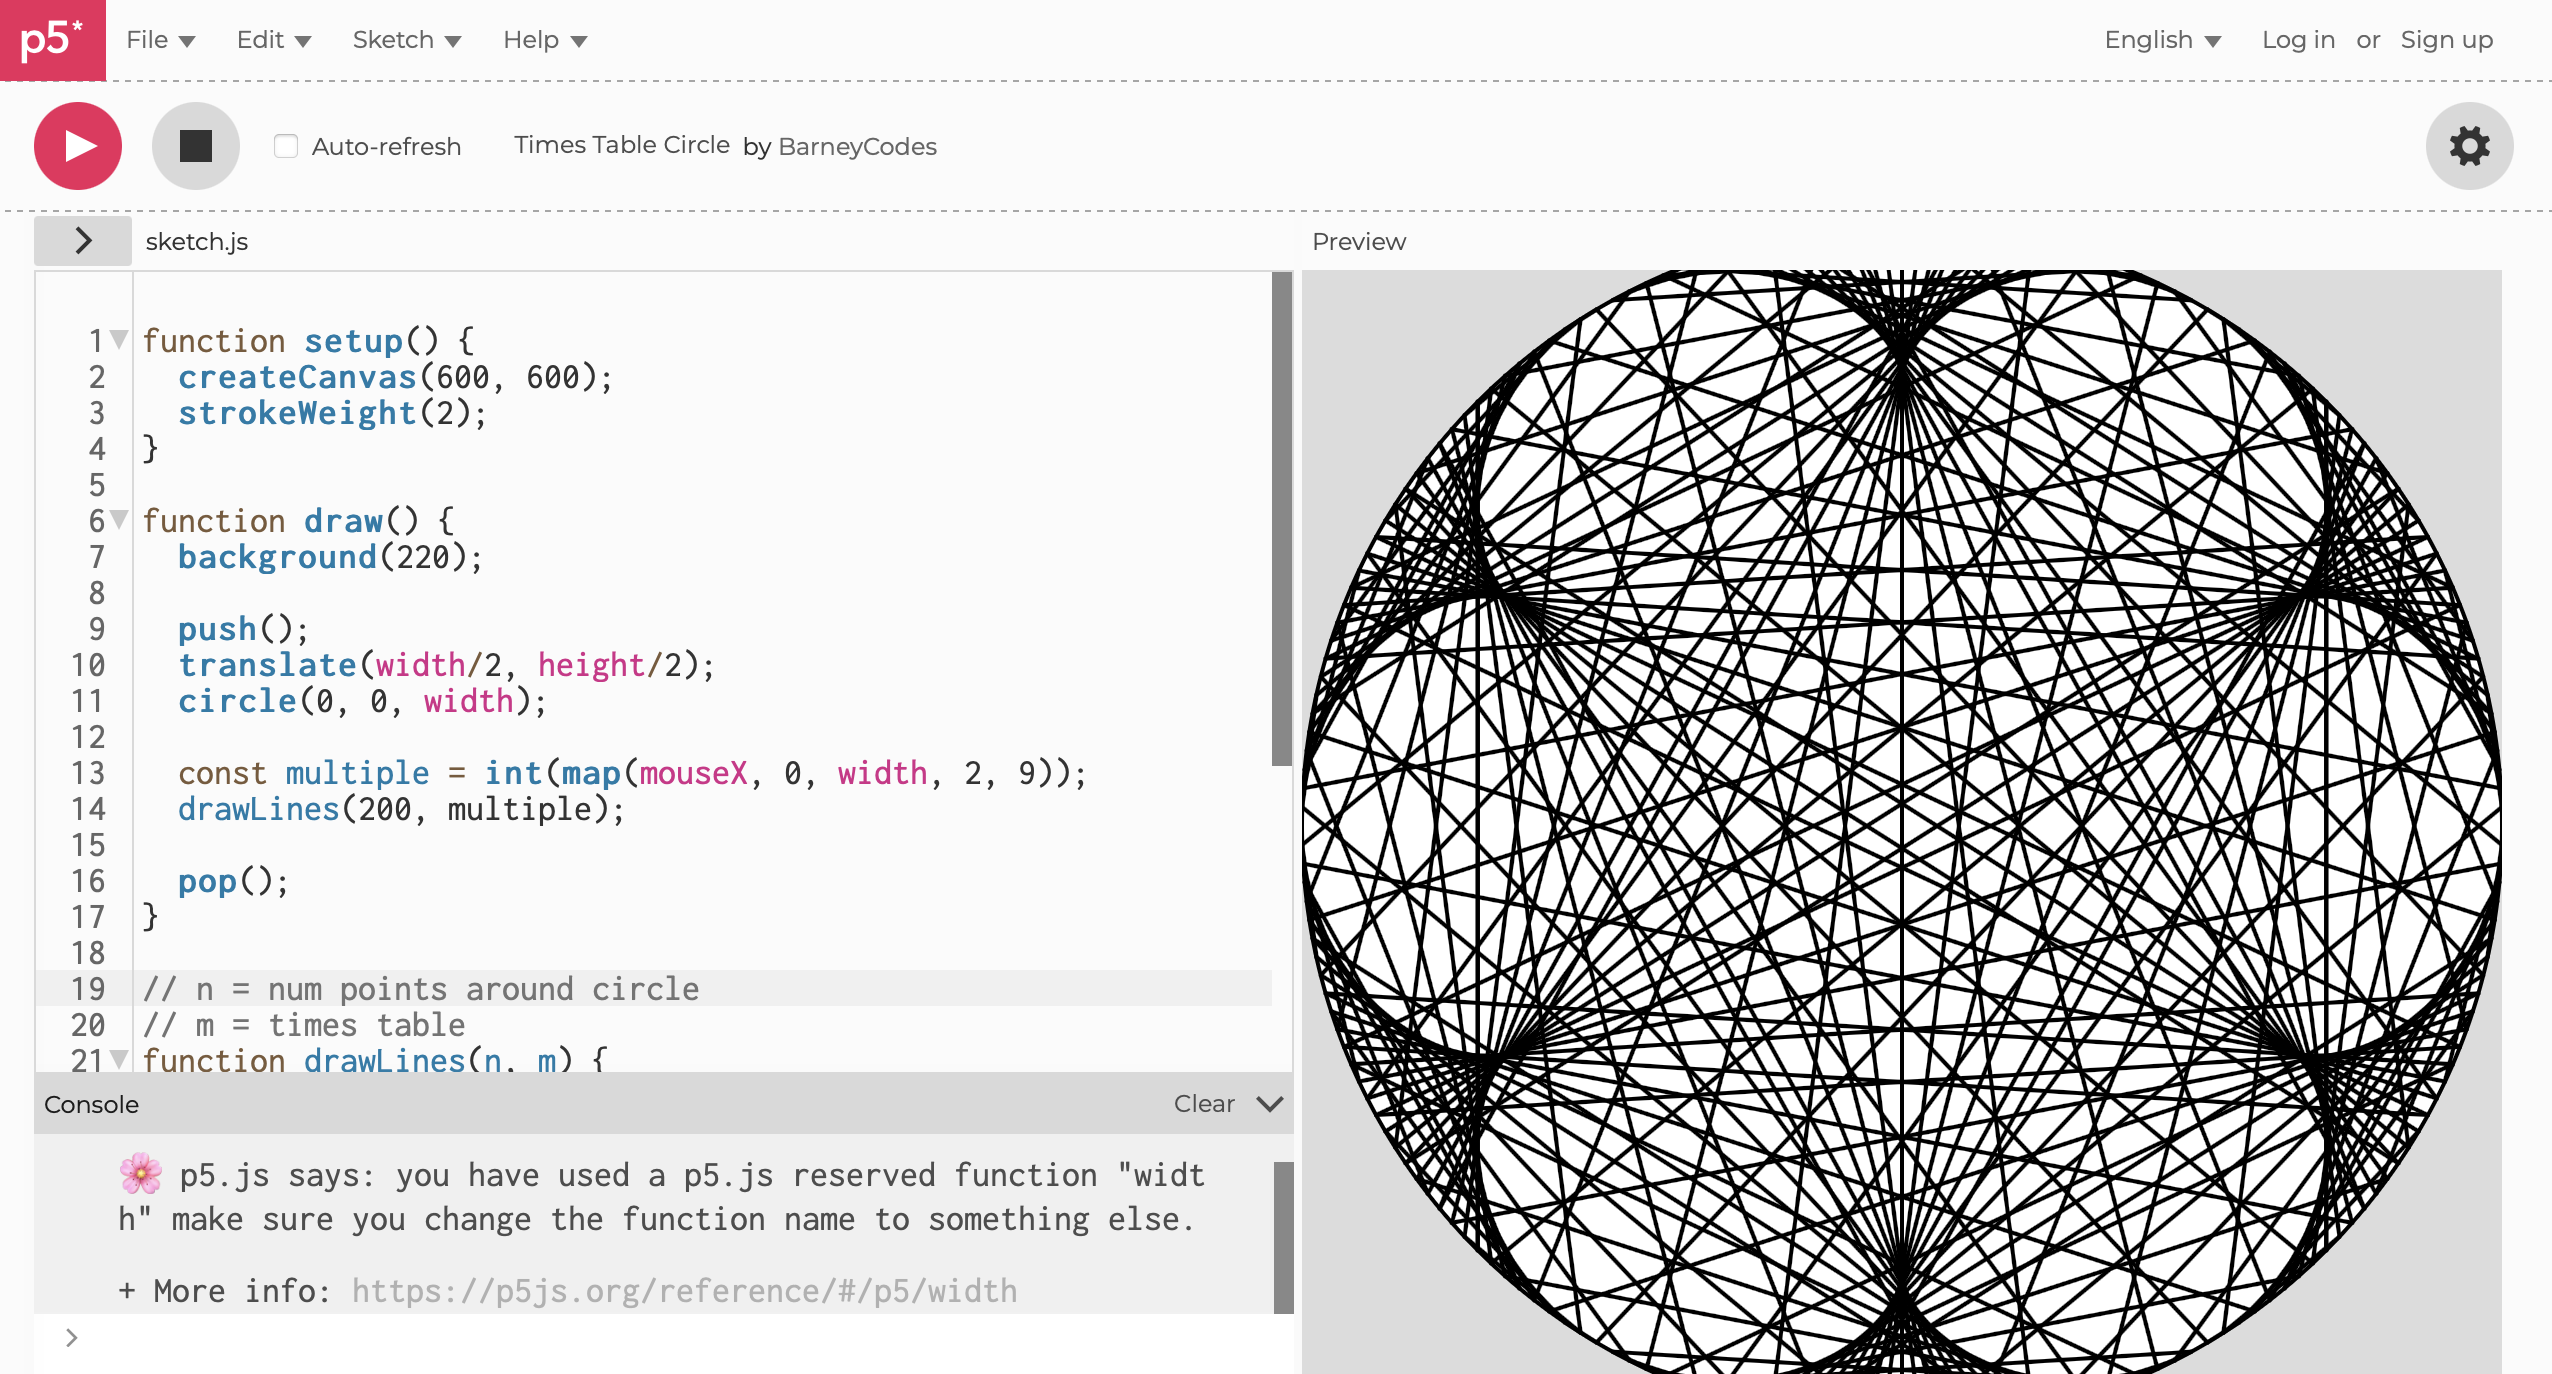 p5* File Edit Sketch Help English Log in or Sign up
Auto-refresh Times Table Circle by BarneyCodes
sketch.js
Preview
1 function setup() {
2 createCanvas(600, 600);
3 strokeWeight(2);
4 }
5
6 function draw() {
7 background(220);
8
9 push();
10 translate(width/2, height/2);
11 circle(0, 0, width);
12
13 const multiple = int(map(mouseX, 0, width, 2, 9));
14 drawLines(200, multiple);
15
16 pop();
17 }
18
19 // n = num points around circle
20 // m = times table
21 function drawLines(n, m) {
Console Clear
🌸 p5.js says: you have used a p5.js reserved function "widt
h" make sure you change the function name to something else.
+ More info: https://p5js.org/reference/#/p5/width
>